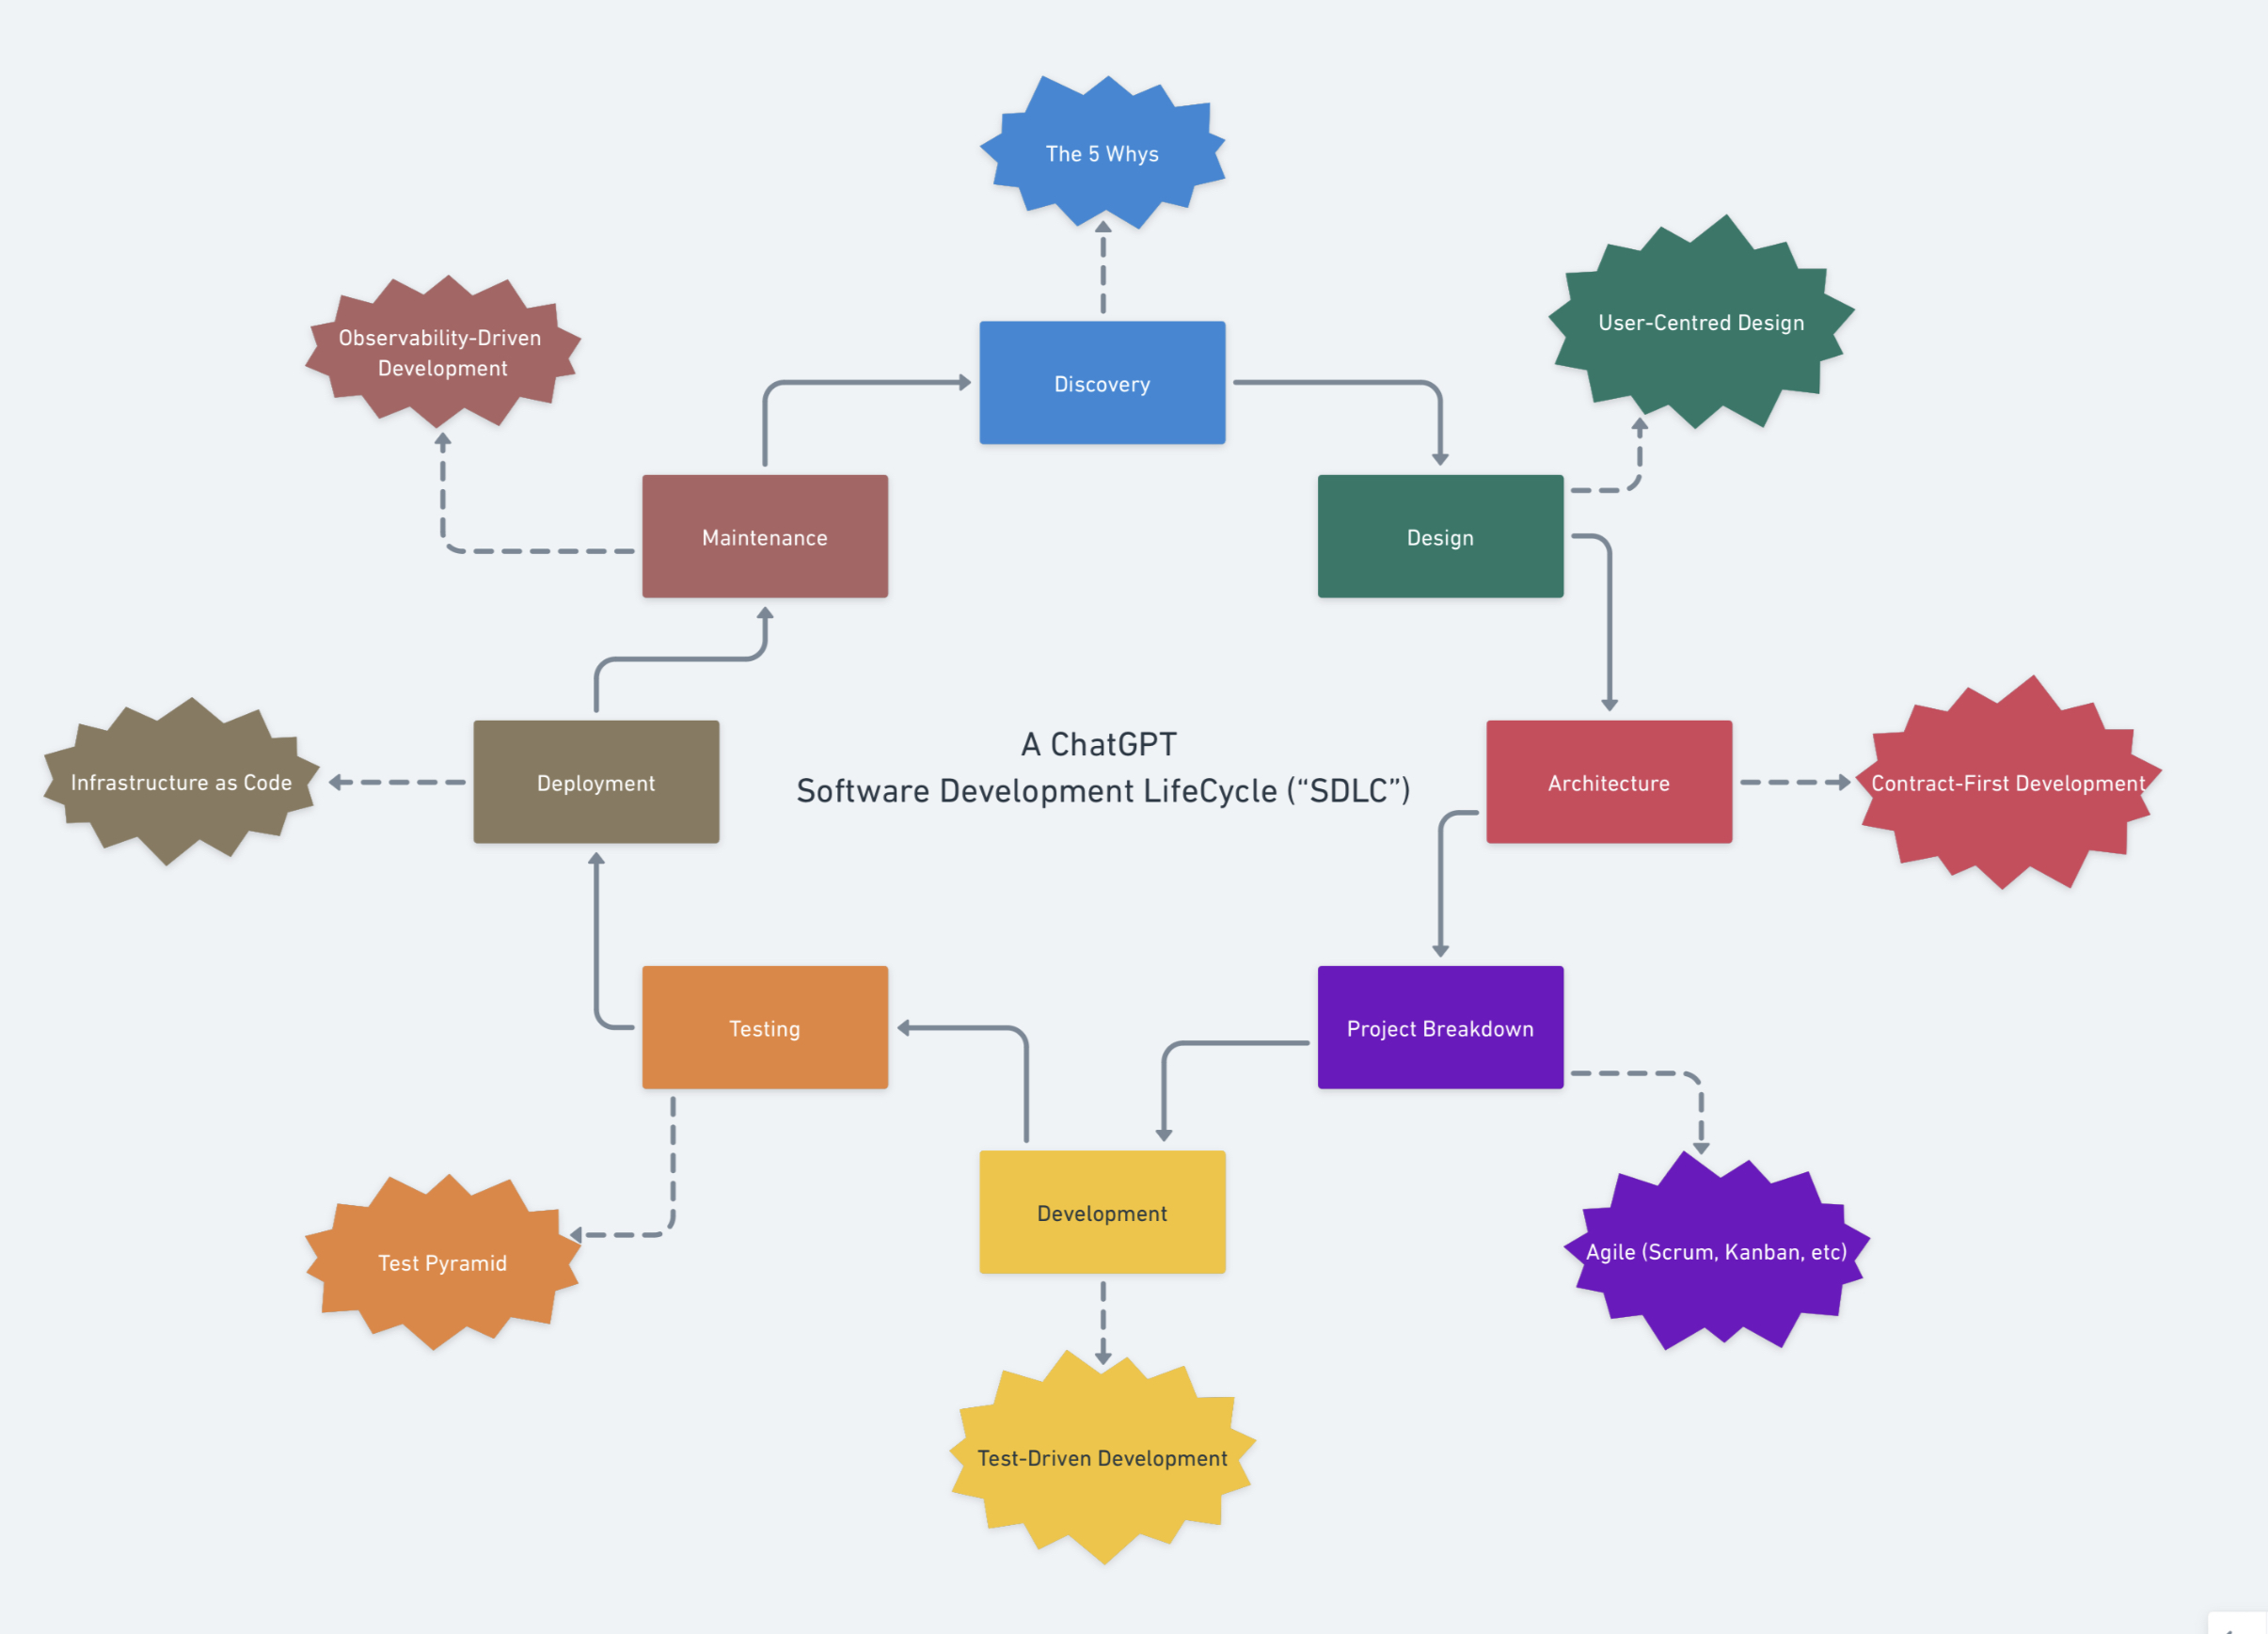 The 5 Whys
User-Centred Design
Observability-Driven
Development
Discovery
Maintenance
Design
A ChatGPT
Software Development LifeCycle (“SDLC”)
Infrastructure as Code
Deployment
Architecture
Contract-First Development
Testing
Project Breakdown
Development
Test Pyramid
Agile (Scrum, Kanban, etc)
Test-Driven Development